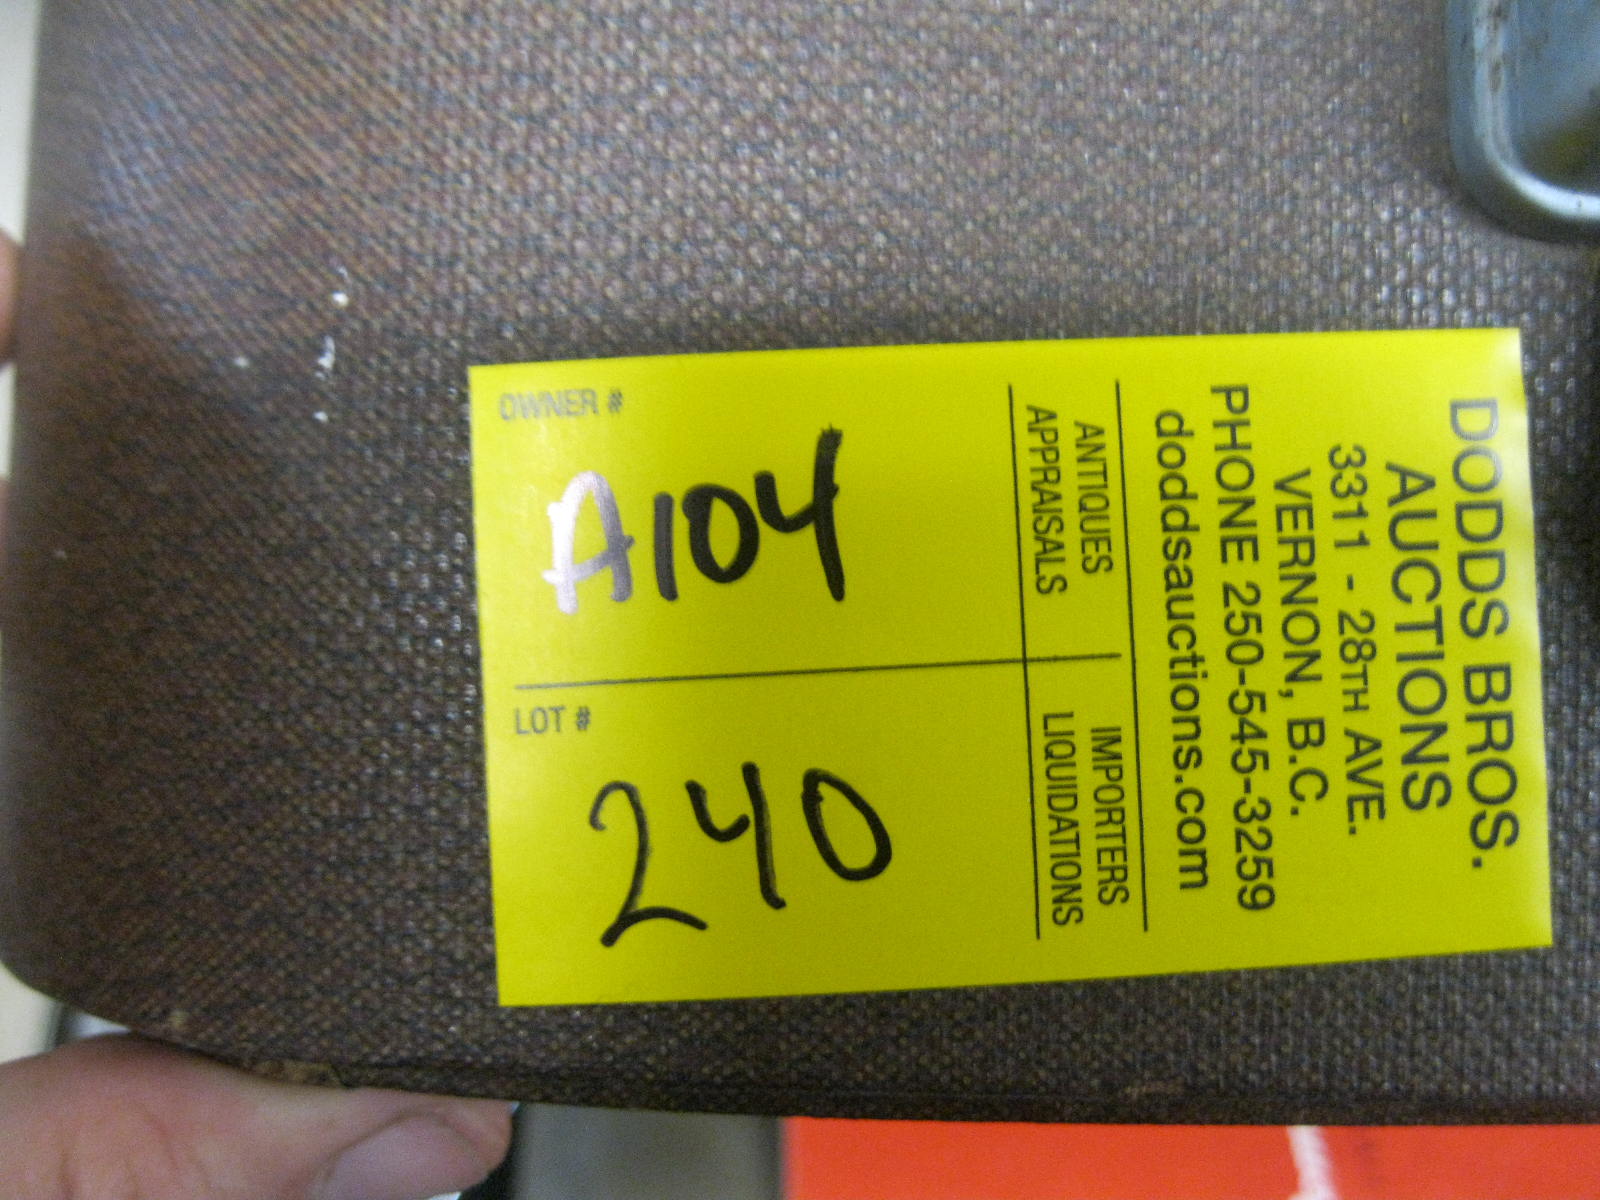 DODDS BROS.
AUCTIONS
3311 - 28TH AVE.
VERNON, B.C.
PHONE 250-545-3259
doddsauctions.com
ANTIQUES
APPRAISALS
IMPORTERS
LIQUIDATIONS
OWNER #
A104
LOT #
240